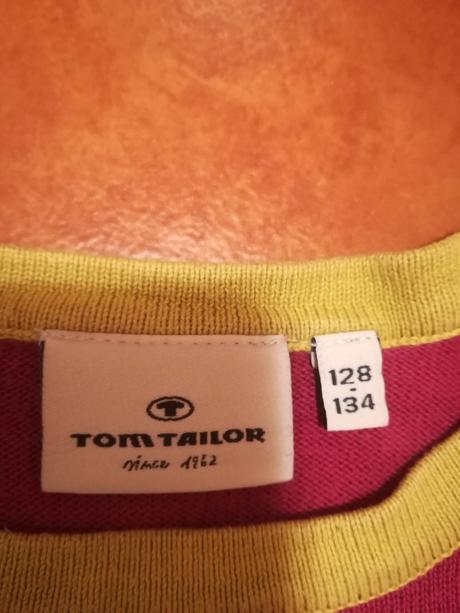 T
TOM TAILOR
since 1962
128
-
134